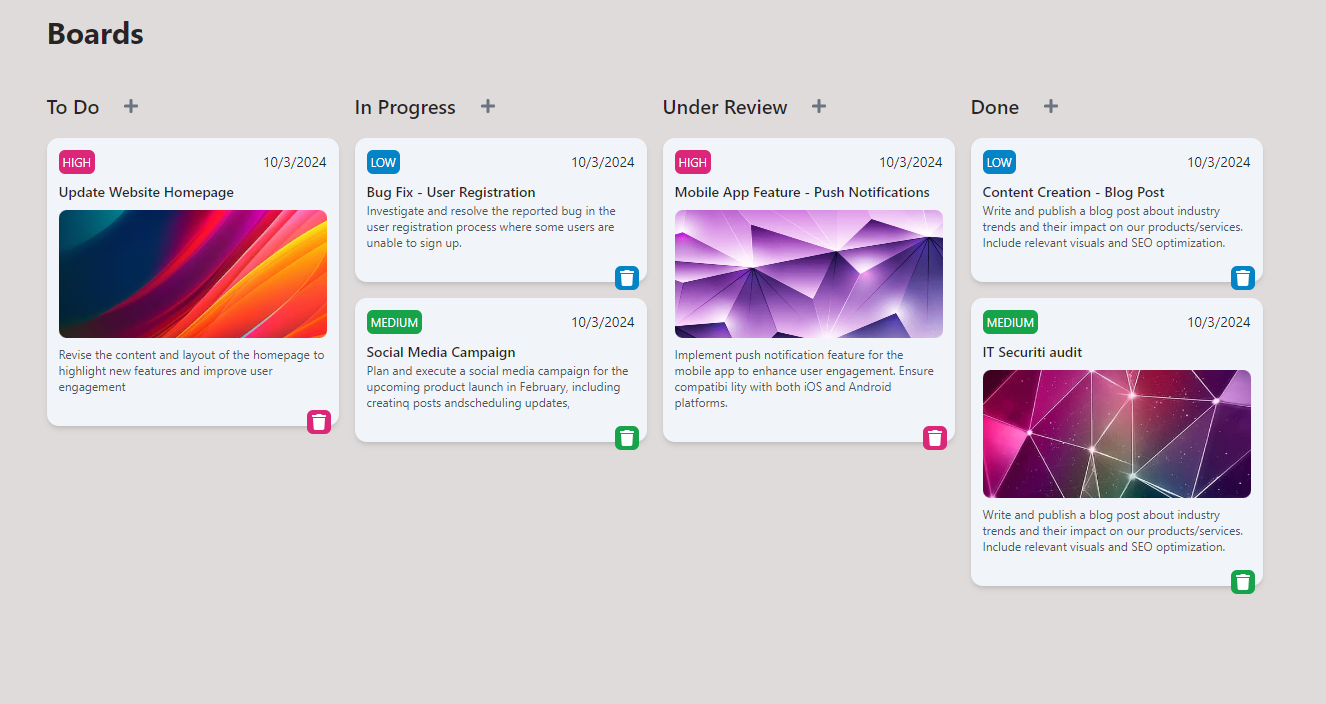 Boards
To Do
HIGH 10/3/2024
Update Website Homepage
Revise the content and layout of the homepage to
highlight new features and improve user
engagement
In Progress
LOW 10/3/2024
Bug Fix - User Registration
Investigate and resolve the reported bug in the
user registration process where some users are
unable to sign up.
MEDIUM 10/3/2024
Social Media Campaign
Plan and execute a social media campaign for the
upcoming product launch in February, including
creating posts andscheduling updates,
Under Review
HIGH 10/3/2024
Mobile App Feature - Push Notifications
Implement push notification feature for the
mobile app to enhance user engagement. Ensure
compatibi lity with both iOS and Android
platforms.
Done
LOW 10/3/2024
Content Creation - Blog Post
Write and publish a blog post about industry
trends and their impact on our products/services.
Include relevant visuals and SEO optimization.
MEDIUM 10/3/2024
IT Securiti audit
Write and publish a blog post about industry
trends and their impact on our products/services.
Include relevant visuals and SEO optimization.